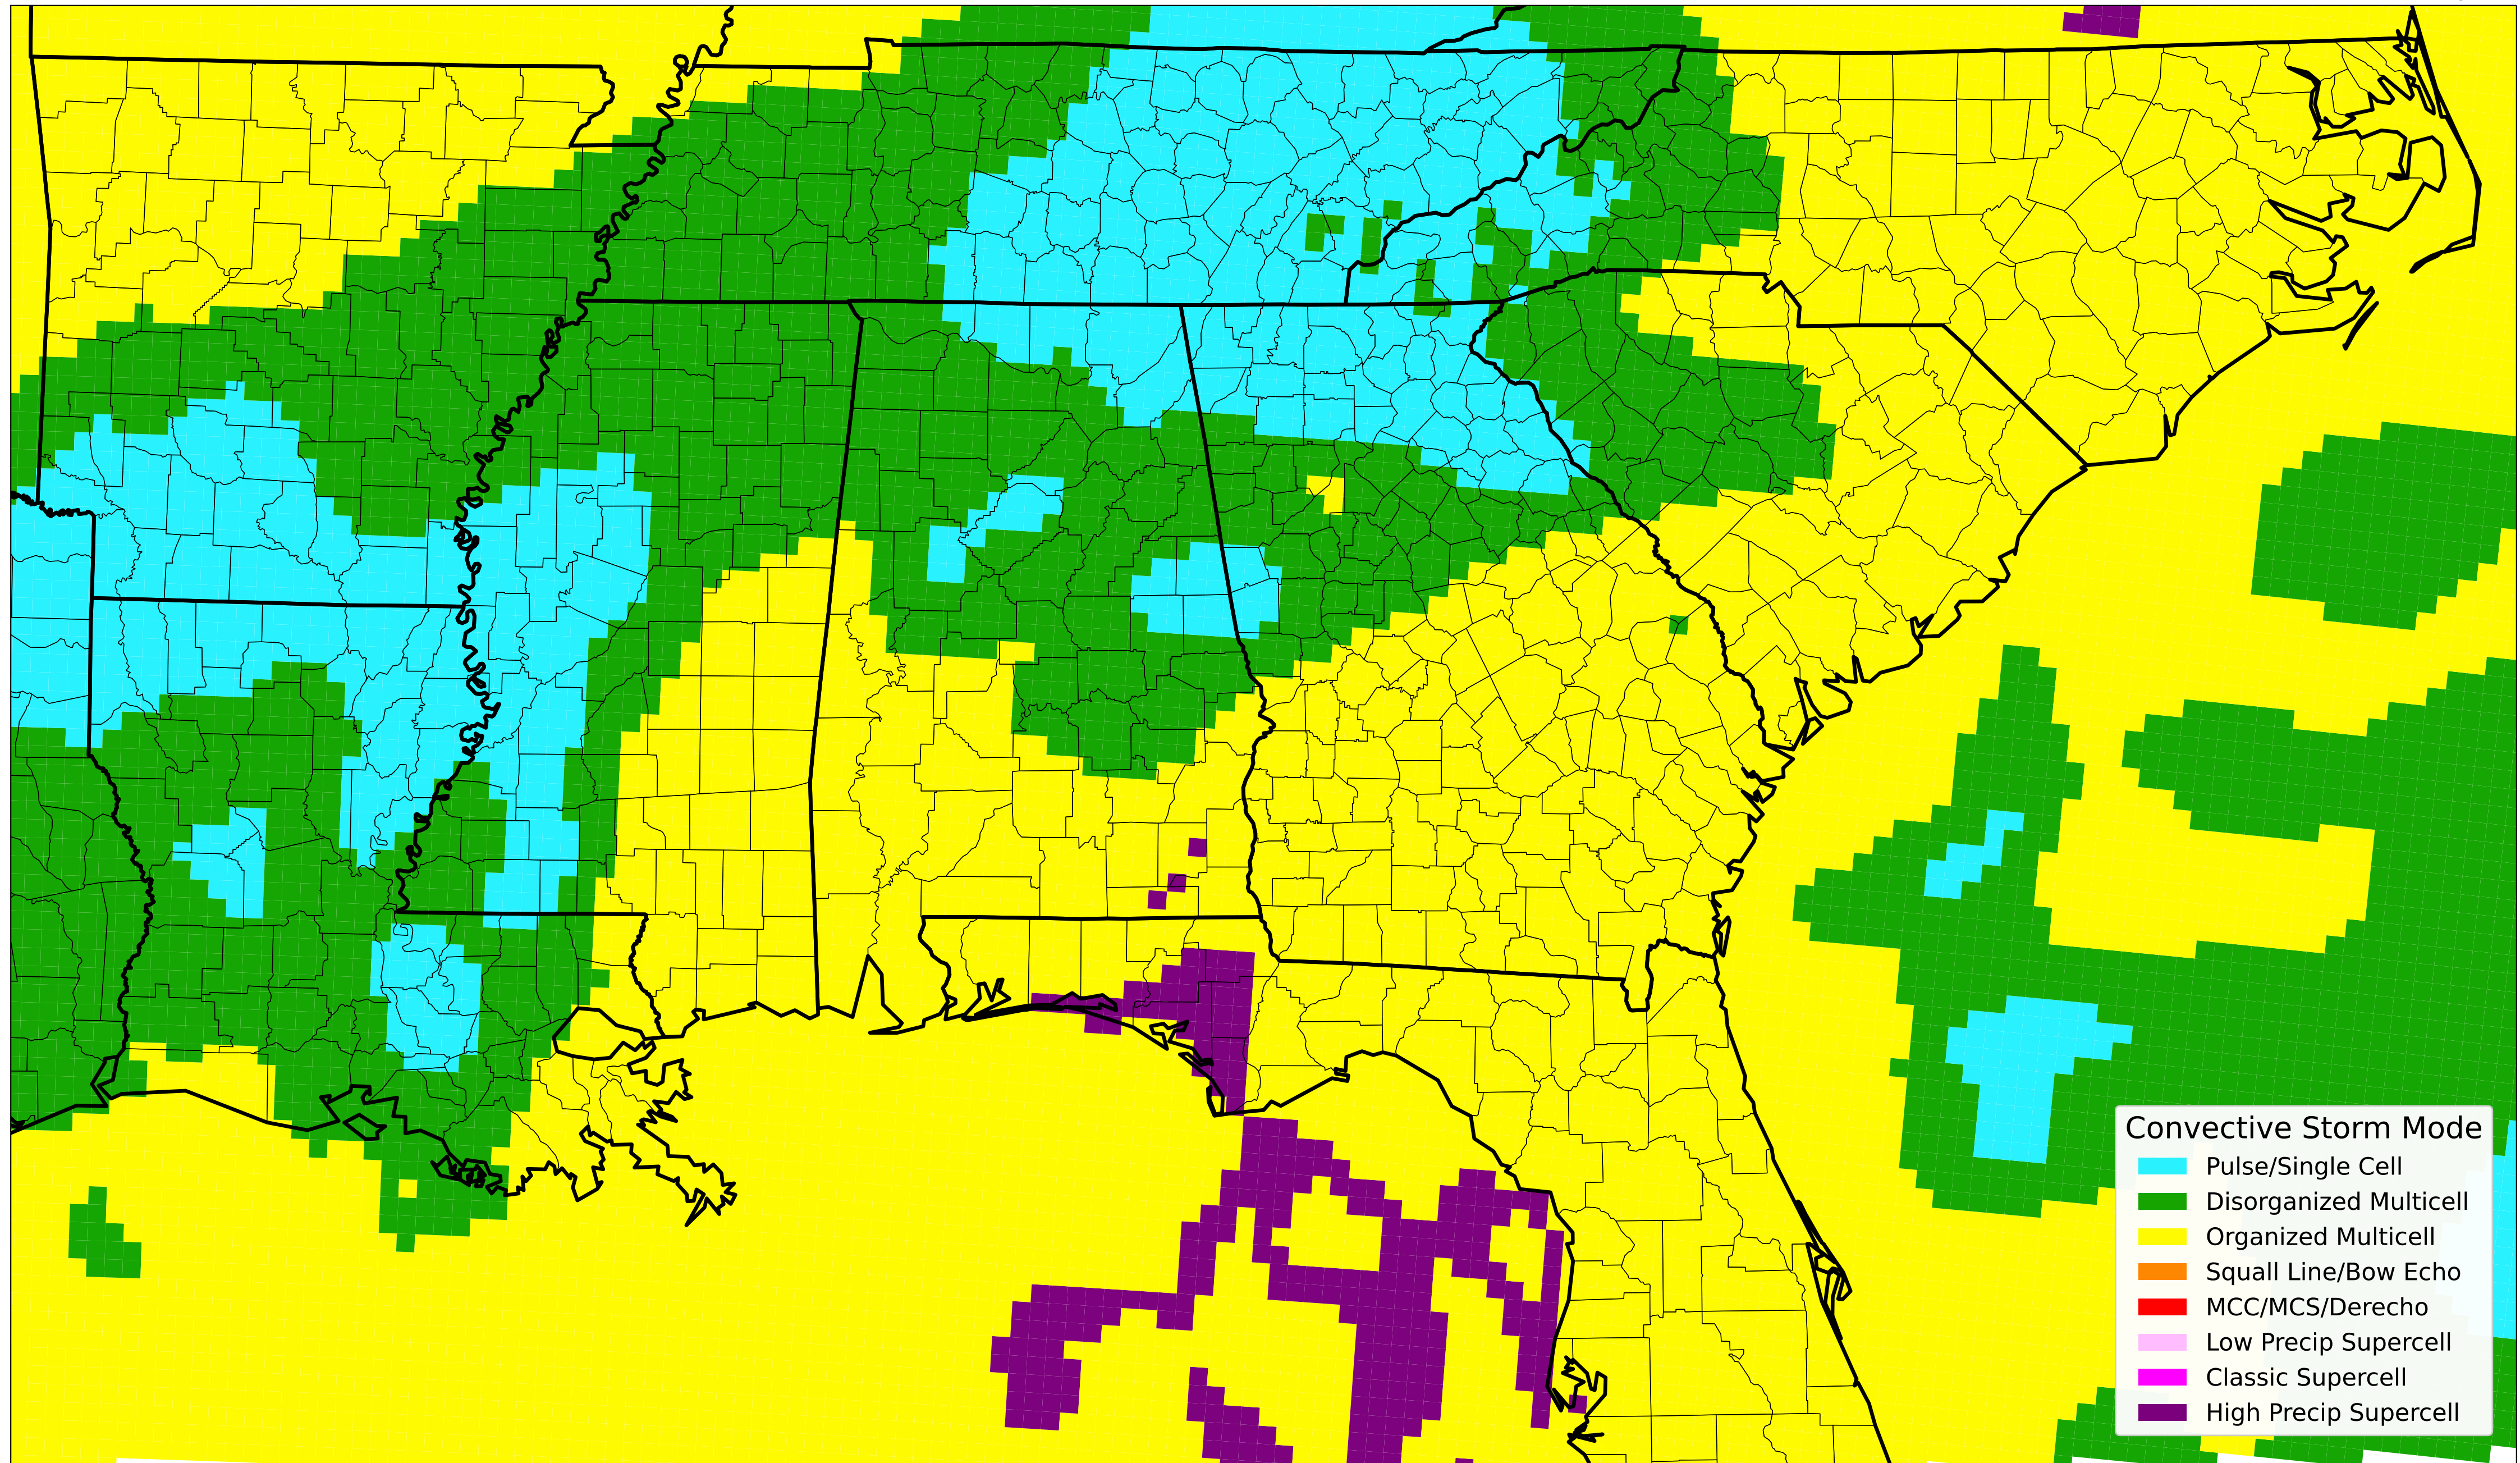 Convective Storm Mode
Pulse/Single Cell
Disorganized Multicell
Organized Multicell
Squall Line/Bow Echo
MCC/MCS/Derecho
Low Precip Supercell
Classic Supercell
High Precip Supercell